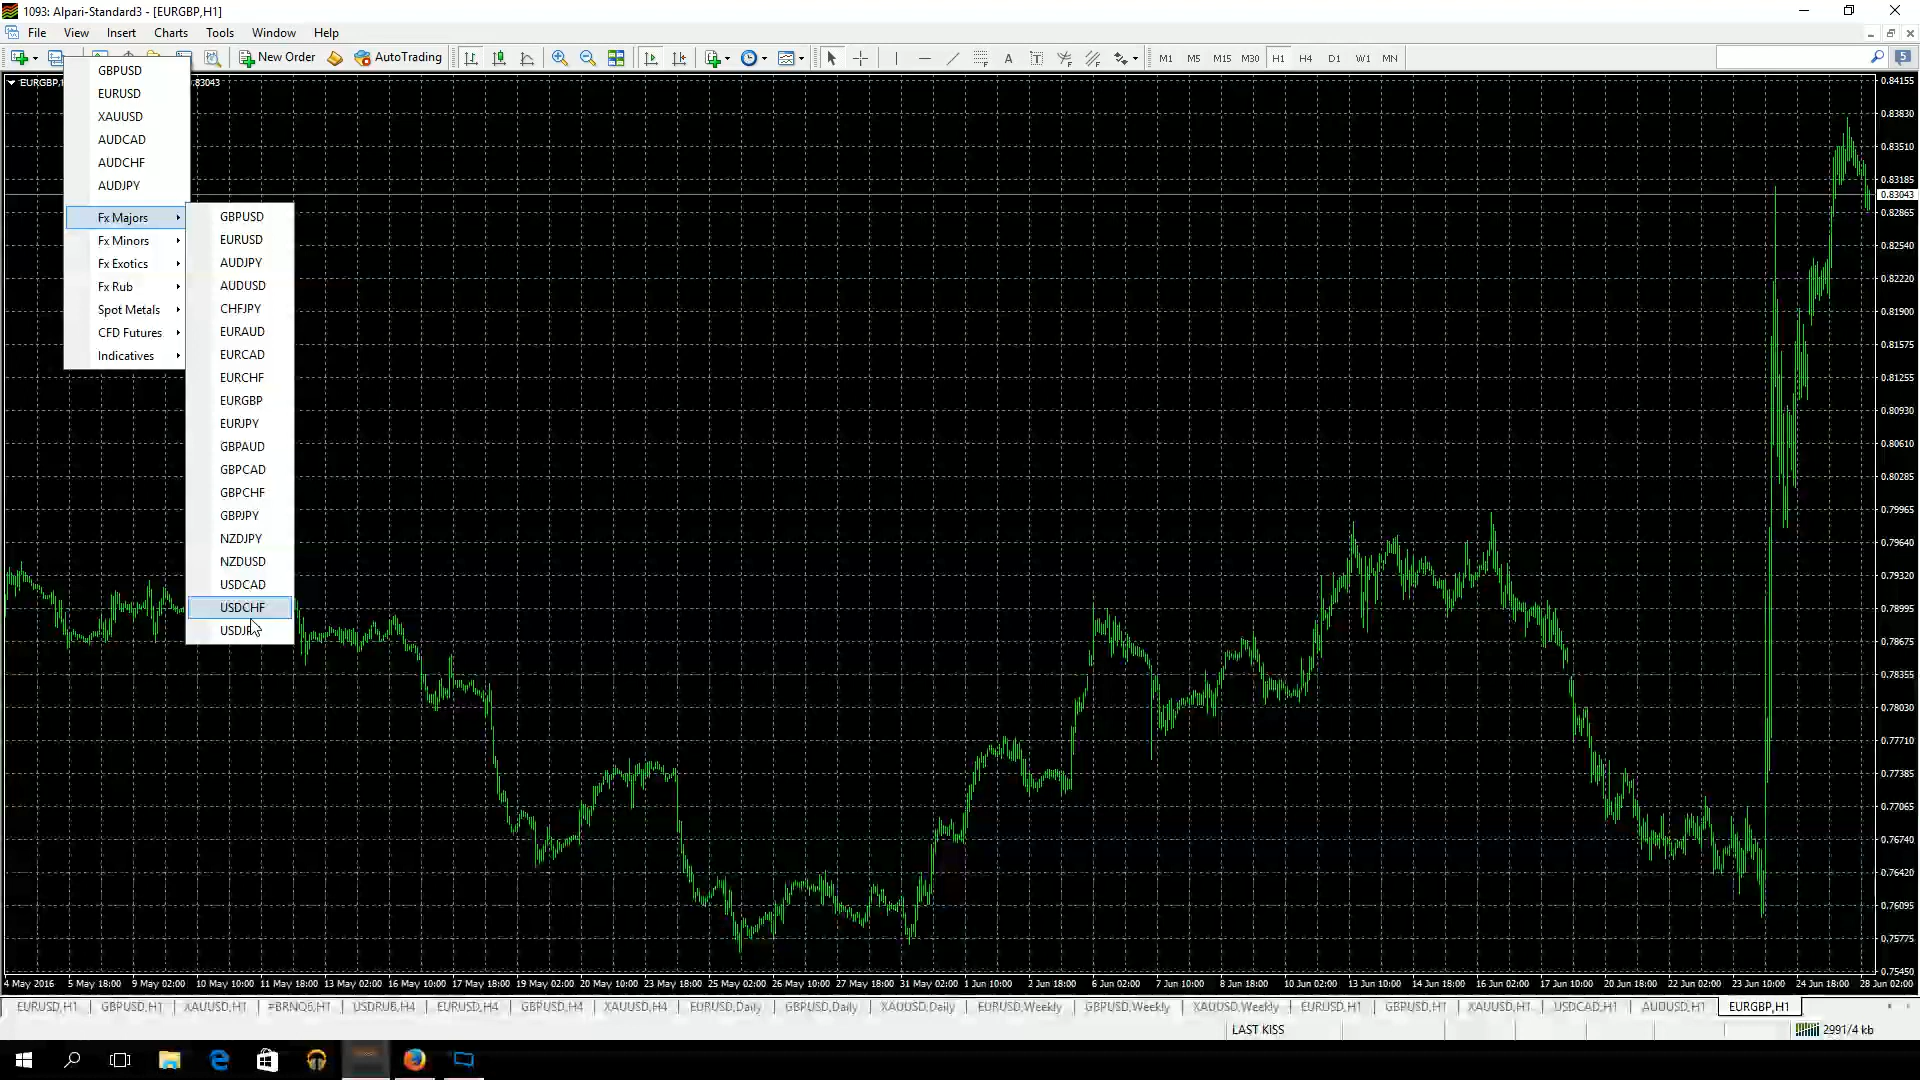 1093: Alpari-Standard3 - [EURGBP,H1]
File View Insert Charts Tools Window Help
New Order AutoTrading A T M1 M5 M15 M30 H1 H4 D1 W1 MN 5
.83043
GBPUSD
EURUSD
XAUUSD
AUDCAD
AUDCHF
AUDJPY
Fx Majors
Fx Minors
Fx Exotics
Fx Rub
Spot Metals
CFD Futures
Indicatives
GBPUSD
EURUSD
AUDJPY
AUDUSD
CHFJPY
EURAUD
EURCAD
EURCHF
EURGBP
EURJPY
GBPAUD
GBPCAD
GBPCHF
GBPJPY
NZDJPY
NZDUSD
USDCAD
USDCHF
0.84155
0.83830
0.83510
0.83185
0.83043
0.82865
0.82540
0.82220
0.81900
0.81575
0.81255
0.80930
0.80610
0.80285
0.79965
0.79640
0.79320
0.78995
0.78675
0.78355
0.78030
0.77710
0.77385
0.77065
0.76740
0.76420
0.76095
0.75775
0.75450
4 May 2016 5 May 18:00 9 May 02:00 10 May 10:00 11 May 18:00 13 May 02:00 16 May 10:00 17 May 18:00 19 May 02:00 20 May 10:00 23 May 18:00 25 May 02:00 26 May 10:00 27 May 18:00 31 May 02:00 1 Jun 10:00 2 Jun 18:00 6 Jun 02:00 7 Jun 10:00 8 Jun 18:00 10 Jun 02:00 13 Jun 10:00 14 Jun 18:00 16 Jun 02:00 17 Jun 10:00 20 Jun 18:00 22 Jun 02:00 23 Jun 10:00 24 Jun 18:00 28 Jun 02:00
EURUSD,H1 GBPUSD,H1 XAUUSD,H1 =BRNQ6,H1 USDRUB,H4 EURUSD,H4 GBPUSD,H4 XAUUSD,H4 EURUSD,Daily GBPUSD,Daily XAUUSD,Daily EURUSD,Weekly GBPUSD,Weekly XAUUSD,Weekly EURUSD,H1 GBPUSD,H1 XAUUSD,H1 USDCAD,H1 AUDUSD,H1 EURGBP,H1
LAST KISS 2991/4 kb